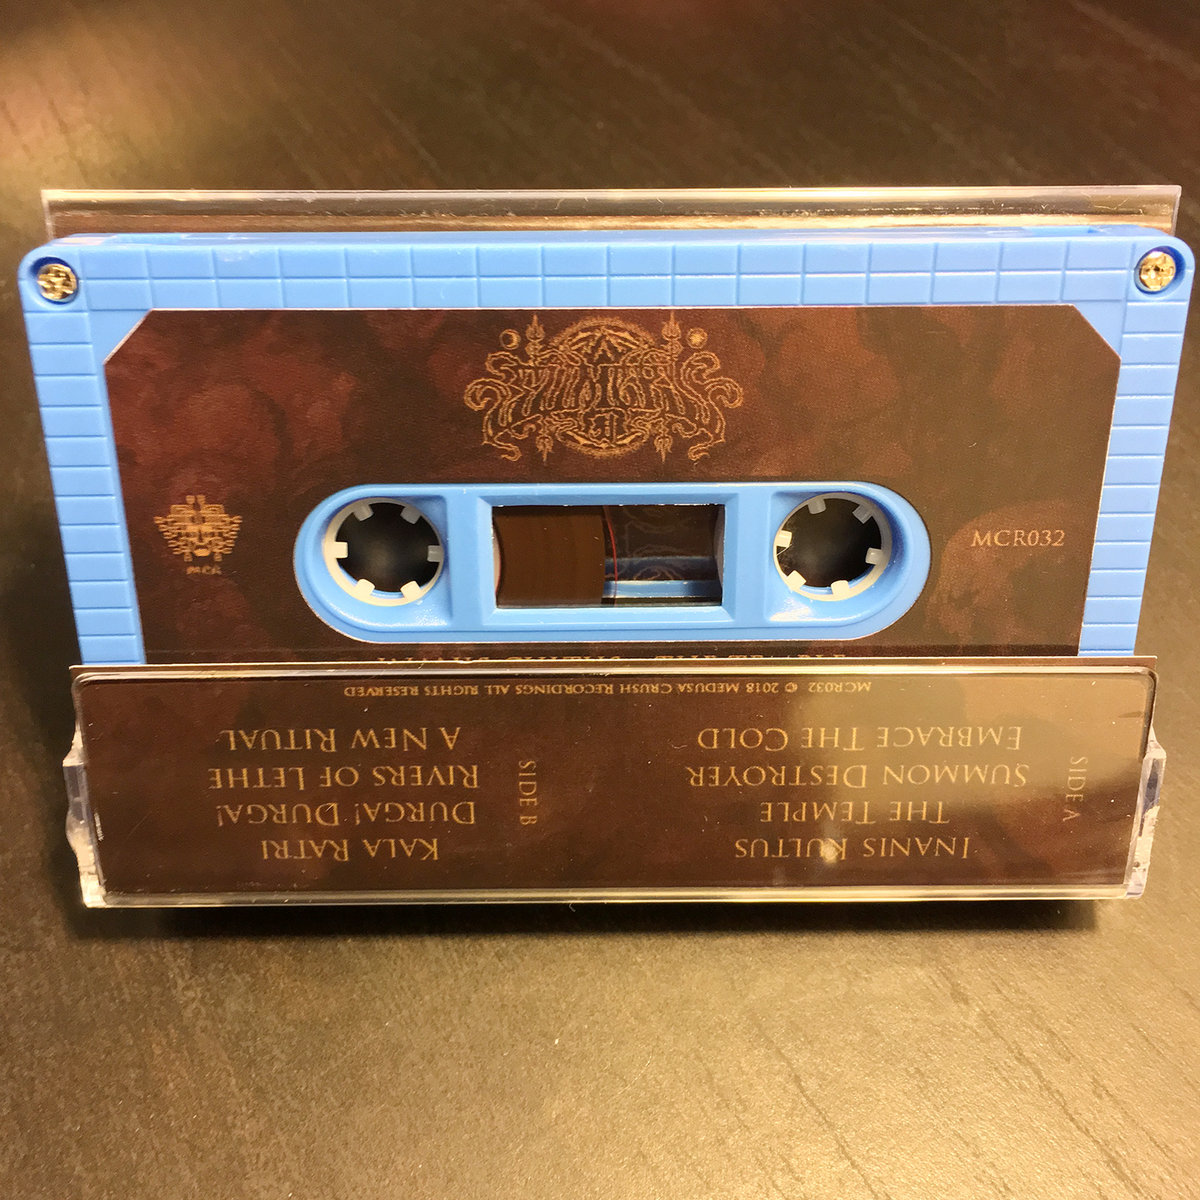 MCR032
MCR
SIDE A
INANIS KULTUS
THE TEMPLE
SUMMON DESTROYER
EMBRACE THE COLD
SIDE B
KALA RATRI
DURGA! DURGA!
RIVERS OF LETHE
A NEW RITUAL
MCR032 © 2018 MEDUSA CRUSH RECORDINGS ALL RIGHTS RESERVED